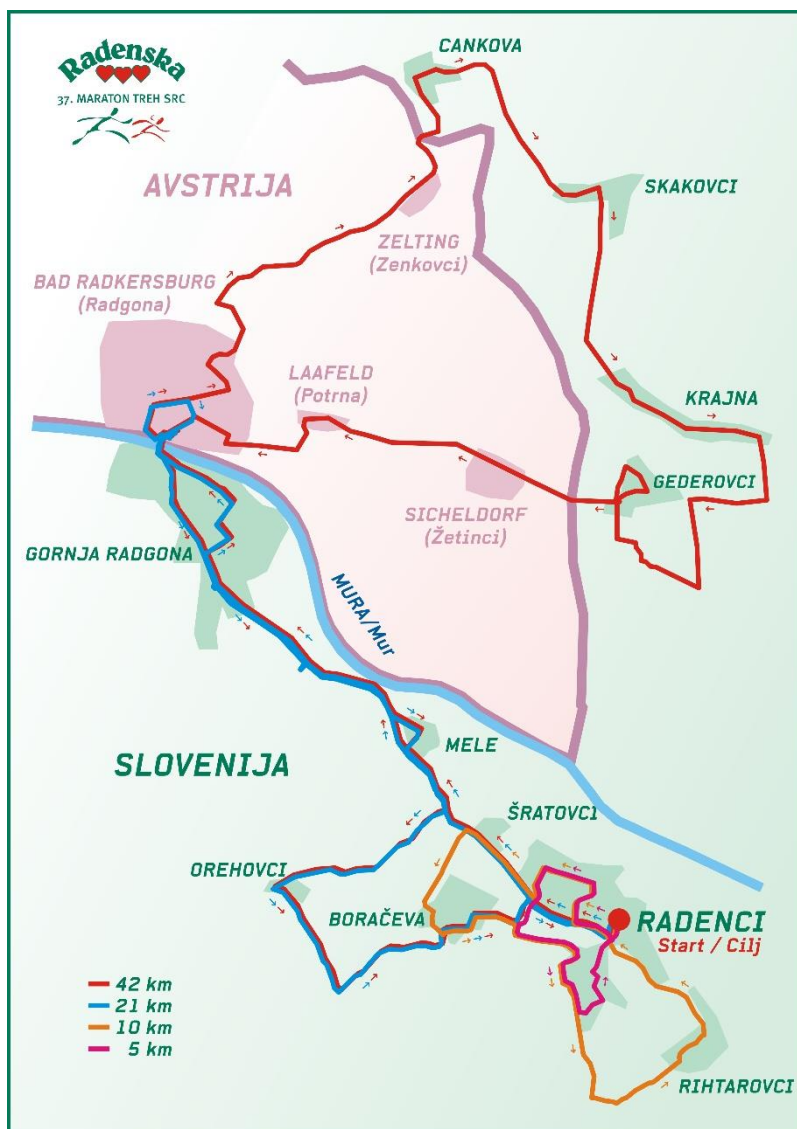 Radenska
37. MARATON TREH SRC
CANKOVA
AVSTRIJA
SKAKOVCI
ZELTING
(Zenkovci)
BAD RADKERSBURG
(Radgona)
LAAFELD
(Potrna)
KRAJNA
GEDEROVCI
SICHELDORF
(Žetinci)
GORNJA RADGONA
MURA/Mur
SLOVENIJA
MELE
ŠRATOVCI
OREHOVCI
BORAČEVA
RADENCI
Start / Cilj
42 km
21 km
10 km
5 km
RIHTAROVCI